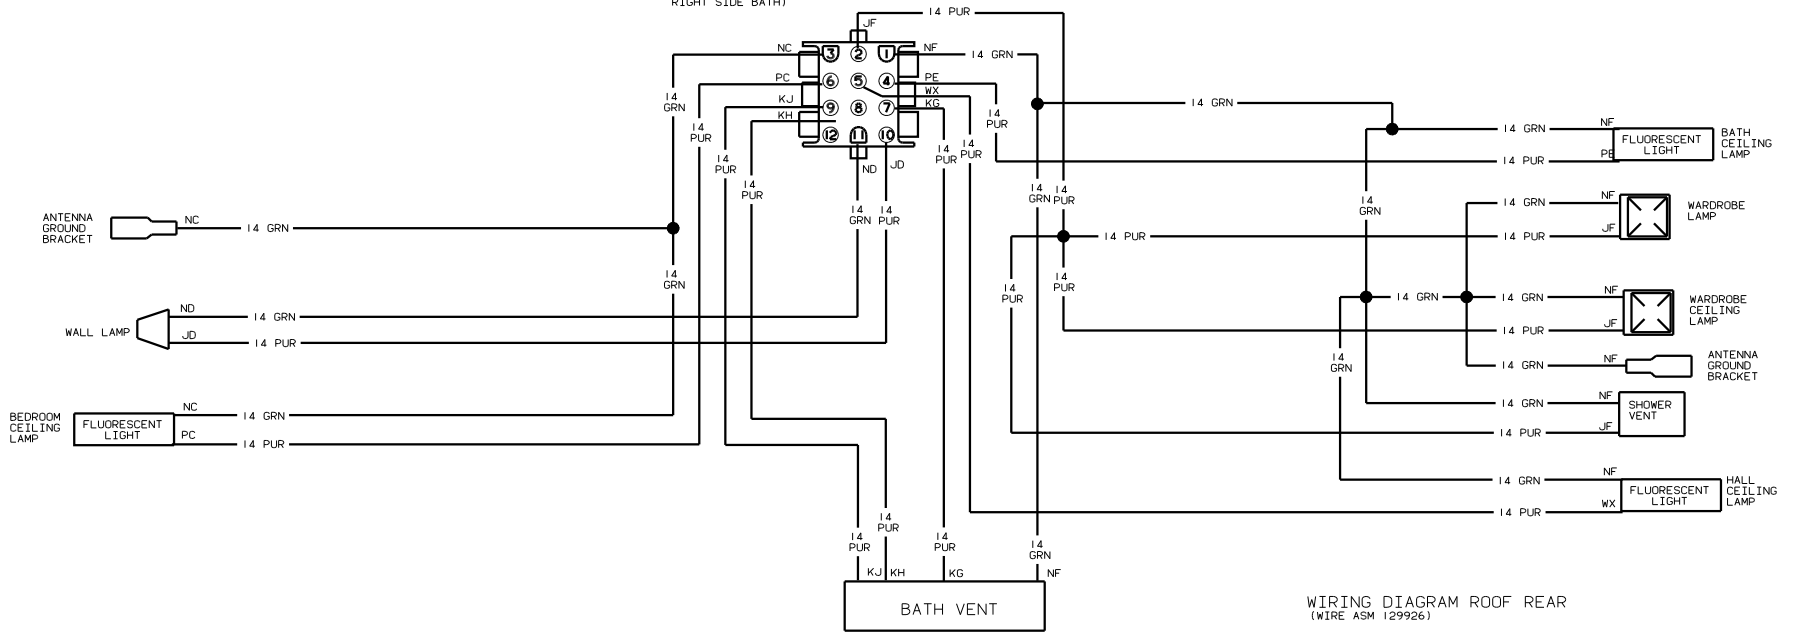 RIGHT SIDE BATH)
JF
14 PUR
NC
3
2
1
NF
14 GRN
PC
6
5
4
PE
WX
KJ
9
8
7
KG
KH
12
11
10
ND
JD
14
GRN
14
PUR
14
PUR
14
PUR
14
GRN
14
PUR
14
PUR
14
PUR
14
PUR
14
GRN
14
PUR
14 GRN
14 GRN
NF
FLUORESCENT
LIGHT
BATH
CEILING
LAMP
14 PUR
PE
14
GRN
14 GRN
NF
WARDROBE
LAMP
14 PUR
14 PUR
JF
ANTENNA
GROUND
BRACKET
NC
14 GRN
14
GRN
14
PUR
14
PUR
14 GRN
14 GRN
NF
WARDROBE
CEILING
LAMP
14 PUR
JF
WALL LAMP
ND
14 GRN
JD
14 PUR
14
GRN
14 GRN
NF
ANTENNA
GROUND
BRACKET
14 GRN
NF
SHOWER
VENT
14 PUR
JF
BEDROOM
CEILING
LAMP
FLUORESCENT
LIGHT
NC
14 GRN
PC
14 PUR
14 GRN
NF
FLUORESCENT
LIGHT
HALL
CEILING
LAMP
14 PUR
WX
14
PUR
14
PUR
14
PUR
14
GRN
KJ
KH
KG
NF
BATH VENT
WIRING DIAGRAM ROOF REAR
(WIRE ASM 129926)